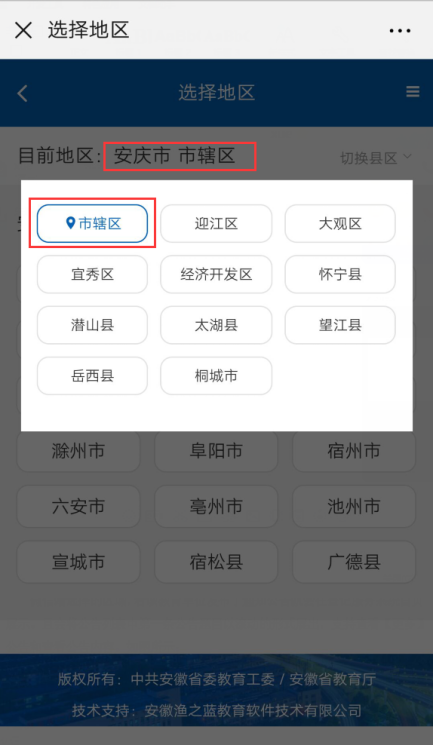 选择地区
选择地区
目前地区： 安庆市 市辖区 切换县区
市辖区 迎江区 大观区
宜秀区 经济开发区 怀宁县
潜山县 太湖县 望江县
岳西县 桐城市
滁州市 阜阳市 宿州市
六安市 亳州市 池州市
宣城市 宿松县 广德县
版权所有：中共安徽省委教育工委 / 安徽省教育厅
技术支持：安徽渔之蓝教育软件技术有限公司